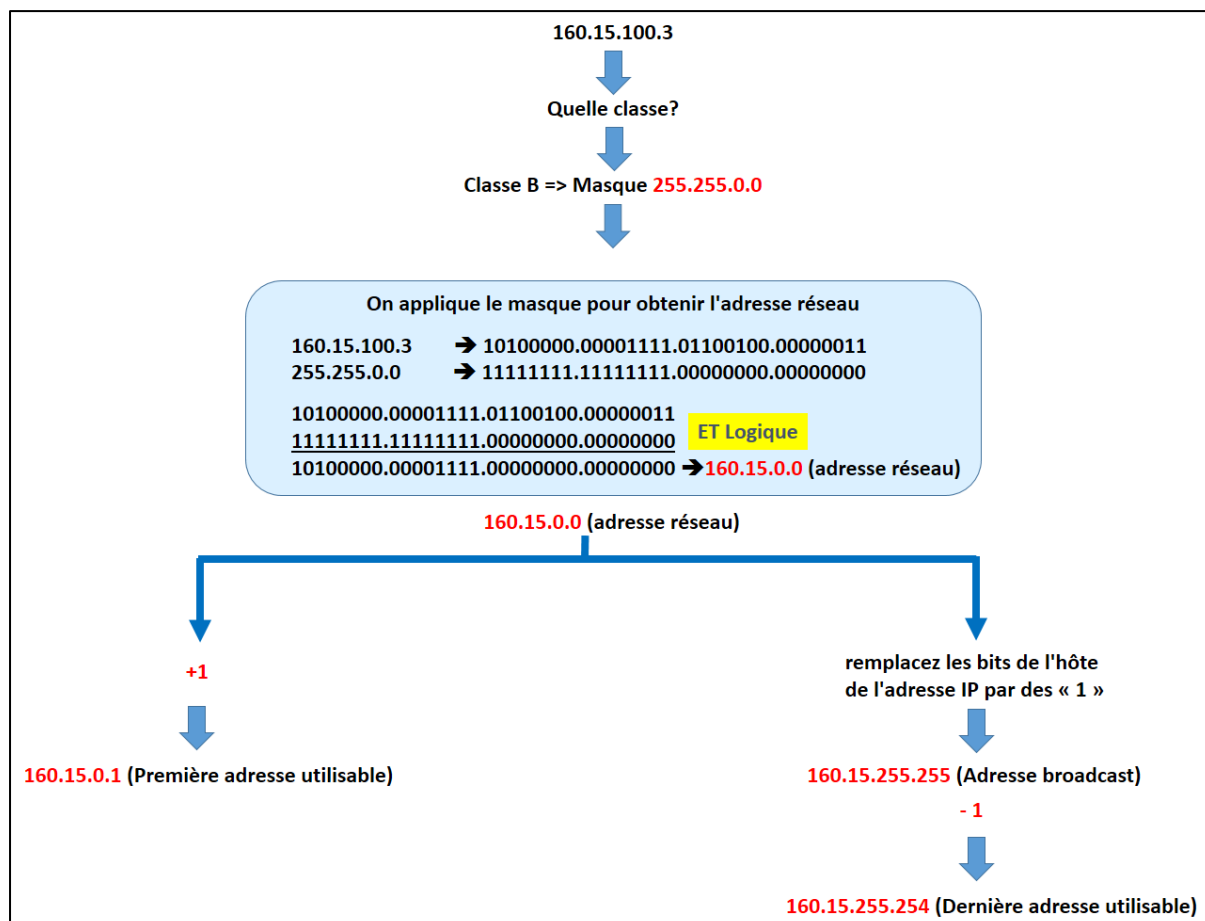 160.15.100.3
Quelle classe?
Classe B => Masque 255.255.0.0
On applique le masque pour obtenir l'adresse réseau
160.15.100.3 ➔ 10100000.00001111.01100100.00000011
255.255.0.0 ➔ 11111111.11111111.00000000.00000000
10100000.00001111.01100100.00000011
11111111.11111111.00000000.00000000
ET Logique
10100000.00001111.00000000.00000000 ➔160.15.0.0 (adresse réseau)
160.15.0.0 (adresse réseau)
+1
160.15.0.1 (Première adresse utilisable)
remplacez les bits de l'hôte
de l'adresse IP par des « 1 »
160.15.255.255 (Adresse broadcast)
- 1
160.15.255.254 (Dernière adresse utilisable)